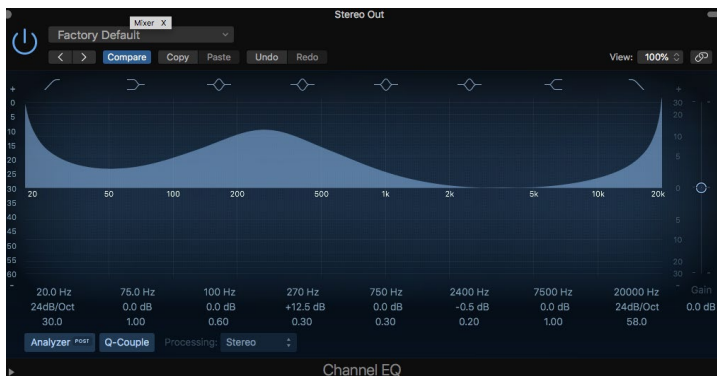 Stereo Out
Mixer X
Factory Default
< > Compare Copy Paste Undo Redo View: 100%
+ +
0 30
5 20
10 10
15
20 5
25
30 20 50 100 200 500 1k 2k 5k 10k 20k 0
35
40 5
45 10
50
55 20
60 30
- -
20.0 Hz 75.0 Hz 100 Hz 270 Hz 750 Hz 2400 Hz 7500 Hz 20000 Hz Gain
24dB/Oct 0.0 dB 0.0 dB +12.5 dB 0.0 dB -0.5 dB 0.0 dB 24dB/Oct 0.0 dB
30.0 1.00 0.60 0.30 0.30 0.20 1.00 58.0
Analyzer POST Q-Couple Processing: Stereo
Channel EQ